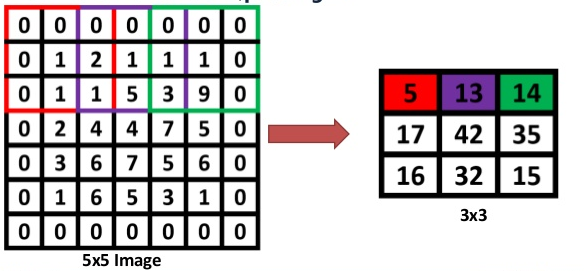 0 0 0 0 0 0 0
0 1 2 1 1 1 0
0 1 1 5 3 9 0
0 2 4 4 7 5 0
0 3 6 7 5 6 0
0 1 6 5 3 1 0
0 0 0 0 0 0 0
5x5 Image
5 13 14
17 42 35
16 32 15
3x3